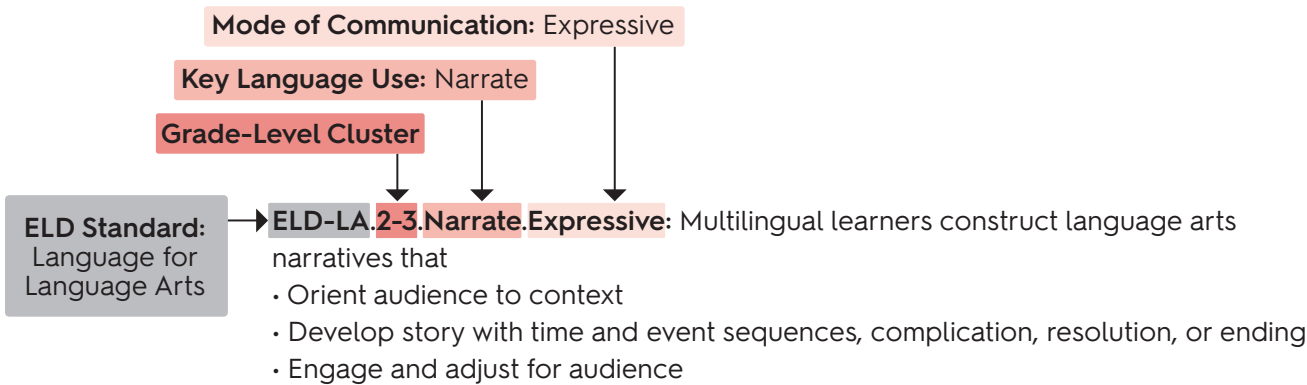 Mode of Communication: Expressive
Key Language Use: Narrate
Grade-Level Cluster
ELD Standard:
Language for
Language Arts
ELD-LA.2-3.Narrate.Expressive: Multilingual learners construct language arts
narratives that
• Orient audience to context
• Develop story with time and event sequences, complication, resolution, or ending
• Engage and adjust for audience